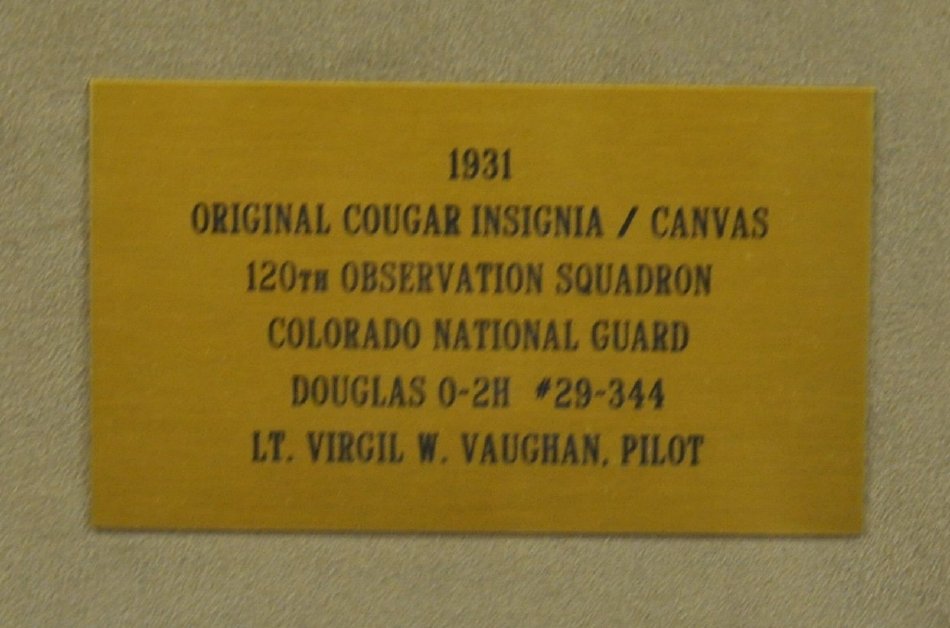 1931
ORIGINAL COUGAR INSIGNIA / CANVAS
120TH OBSERVATION SQUADRON
COLORADO NATIONAL GUARD
DOUGLAS O-2H #29-344
LT. VIRGIL W. VAUGHAN, PILOT